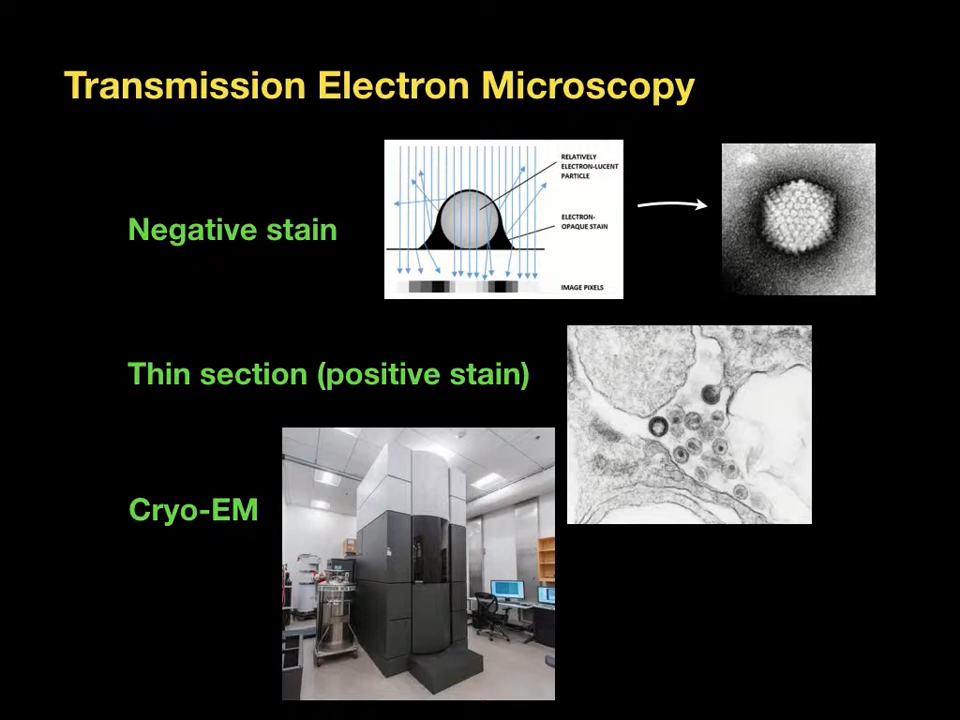 Transmission Electron Microscopy
Negative stain
RELATIVELY
ELECTRON-LUCENT
PARTICLE
ELECTRON-
OPAQUE STAIN
IMAGE PIXELS
Thin section (positive stain)
Cryo-EM